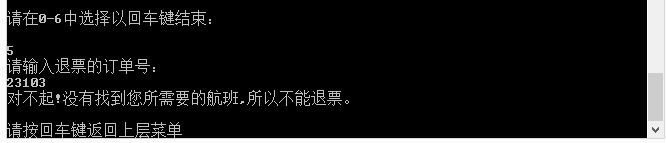 请在0-6中选择以回车键结束:
5
请输入退票的订单号:
23103
对不起!没有找到您所需要的航班,所以不能退票。
请按回车键返回上层菜单